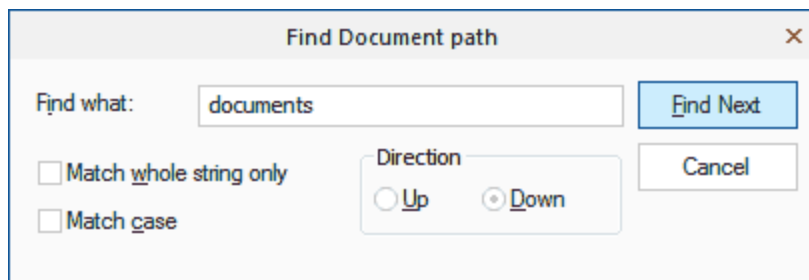 Find Document path
Find what: documents
Find Next
Match whole string only
Match case
Direction
Up Down
Cancel